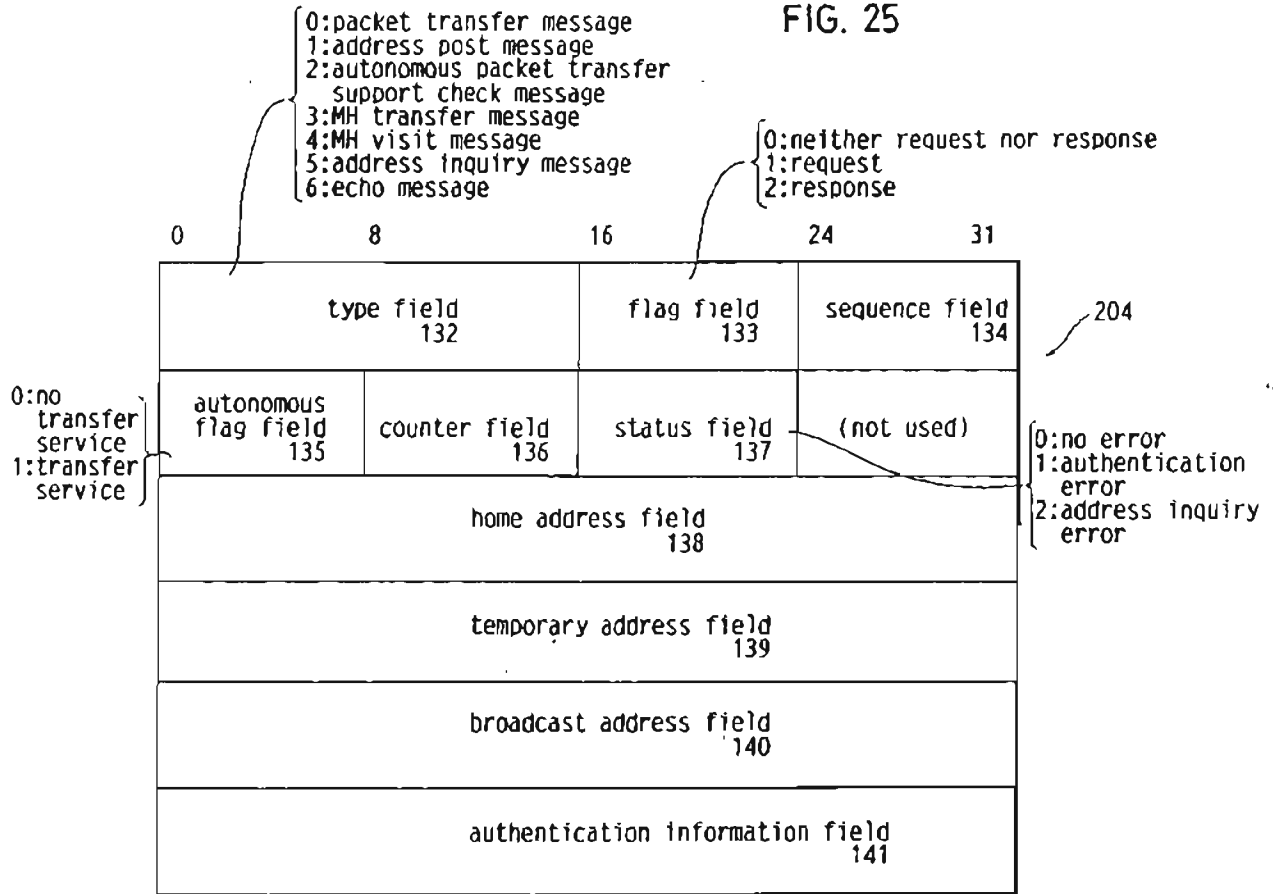 FIG. 25
0:packet transfer message
1:address post message
2:autonomous packet transfer
support check message
3:MH transfer message
4:MH visit message
5:address inquiry message
6:echo message
0:neither request nor response
1:request
2:response
0 8 16 24 31
type field
132
flag field
133
sequence field
134
204
0:no
transfer
service
1:transfer
service
autonomous
flag field
135
counter field
136
status field
137
(not used)
0:no error
1:authentication
error
2:address inquiry
error
home address field
138
temporary address field
139
broadcast address field
140
authentication information field
141